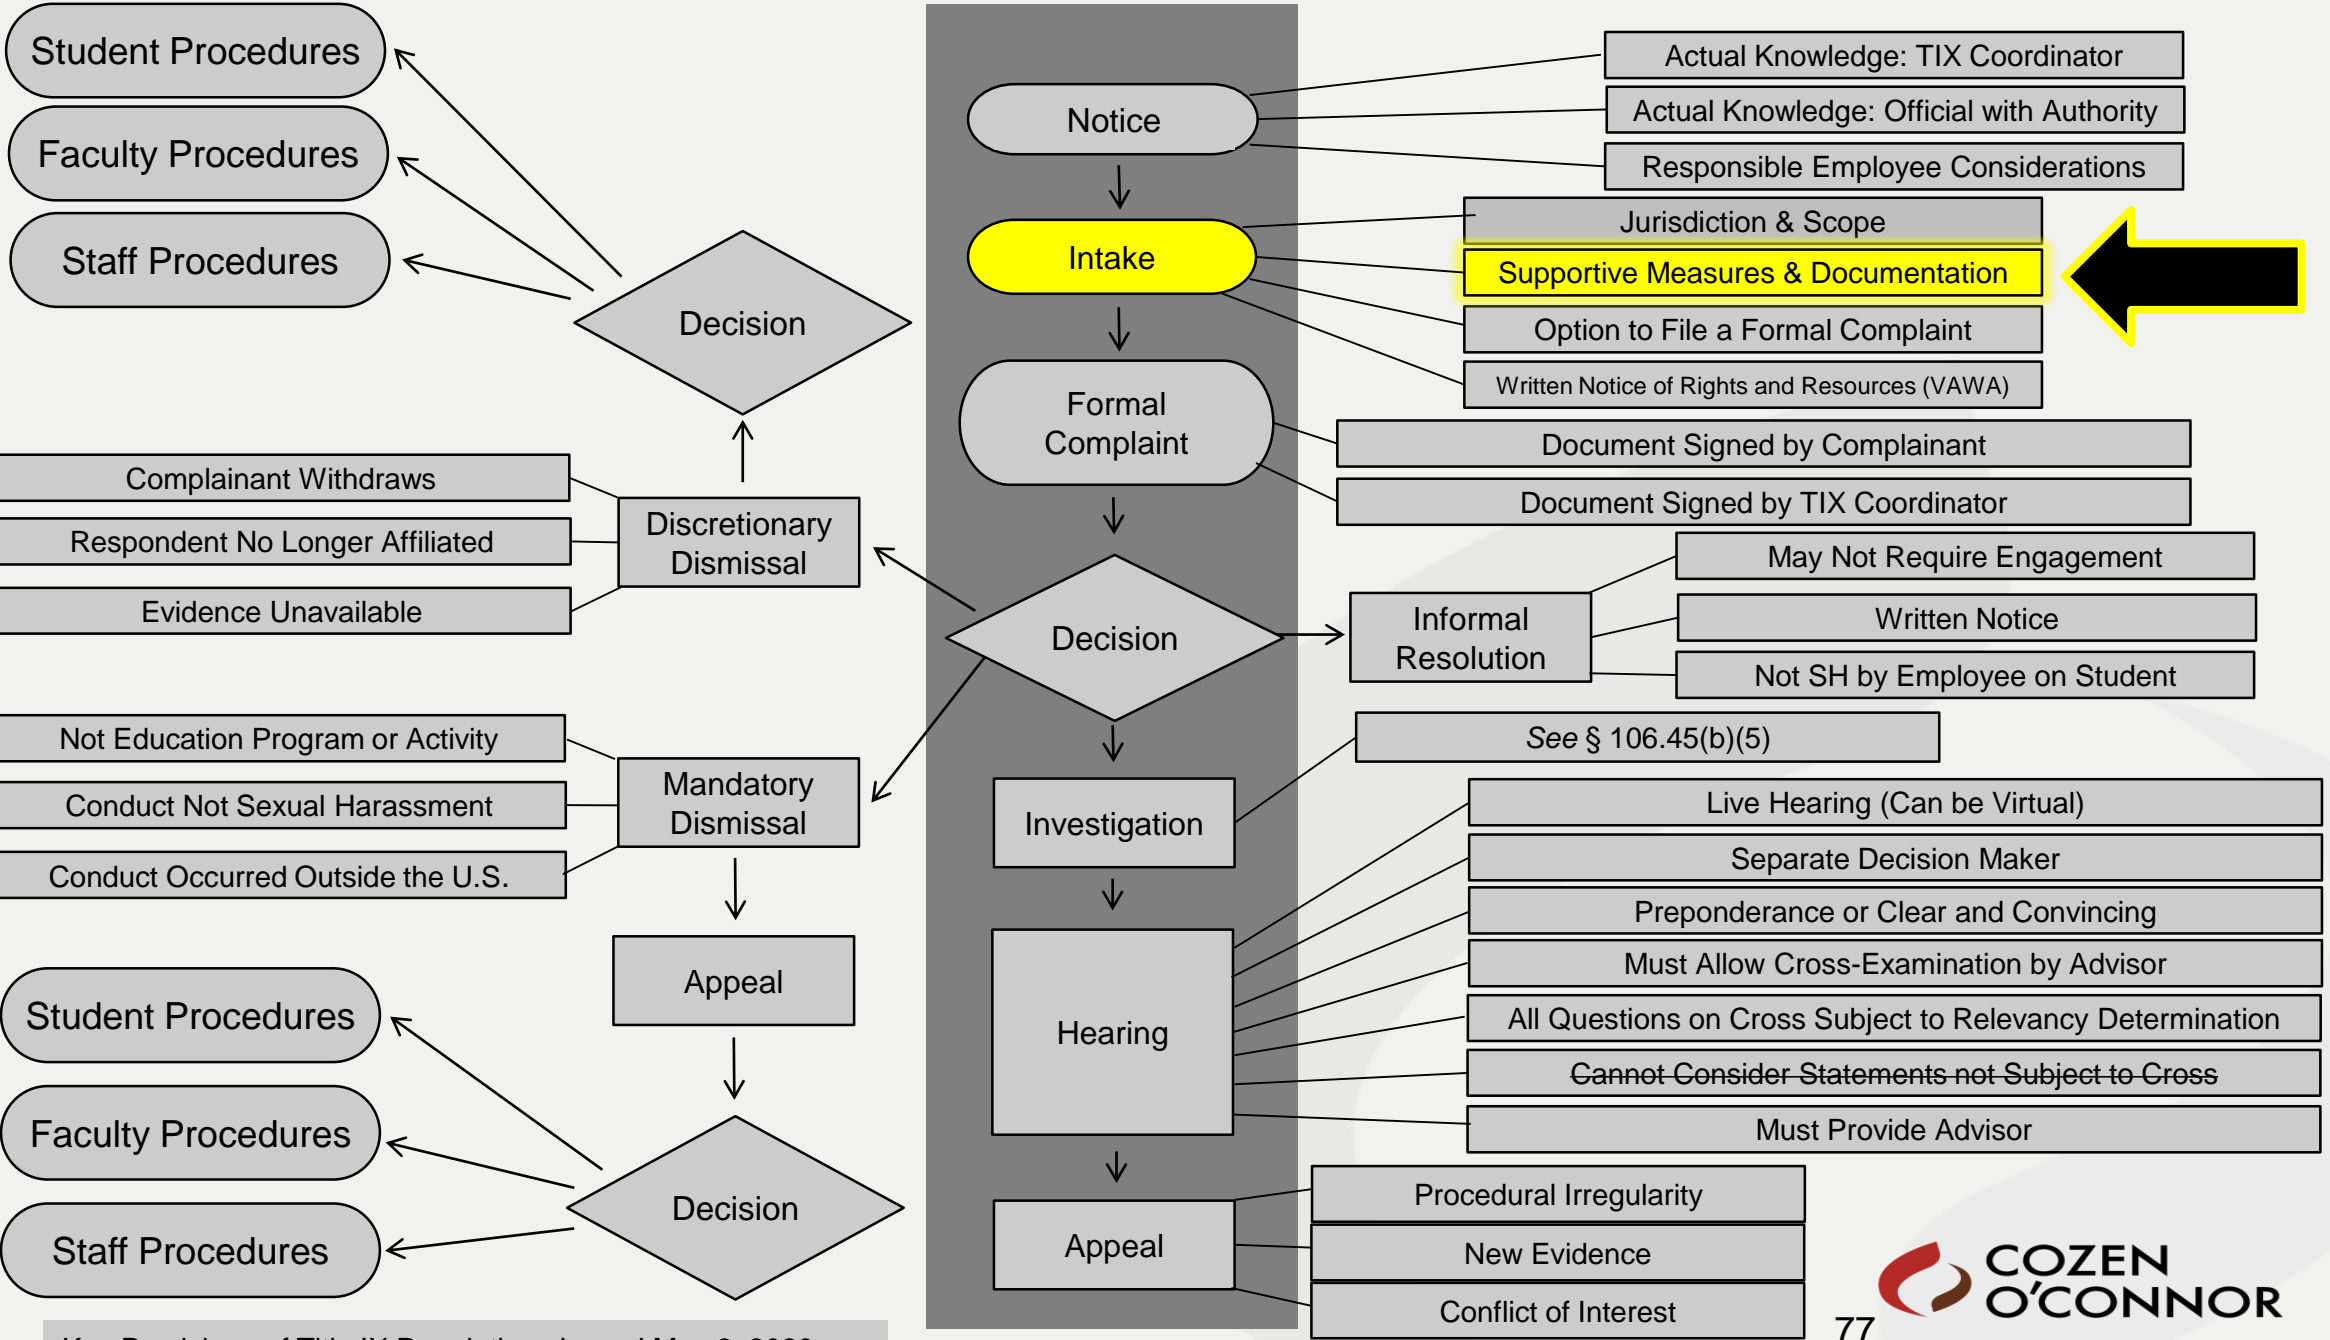 Student Procedures
Faculty Procedures
Staff Procedures
Decision
Complainant Withdraws
Respondent No Longer Affiliated
Evidence Unavailable
Discretionary
Dismissal
Not Education Program or Activity
Conduct Not Sexual Harassment
Conduct Occurred Outside the U.S.
Mandatory
Dismissal
Appeal
Student Procedures
Faculty Procedures
Staff Procedures
Decision
Notice
Actual Knowledge: TIX Coordinator
Actual Knowledge: Official with Authority
Responsible Employee Considerations
Intake
Jurisdiction & Scope
Supportive Measures & Documentation
Option to File a Formal Complaint
Written Notice of Rights and Resources (VAWA)
Formal
Complaint
Document Signed by Complainant
Document Signed by TIX Coordinator
Decision
Informal
Resolution
May Not Require Engagement
Written Notice
Not SH by Employee on Student
Investigation
See § 106.45(b)(5)
Hearing
Live Hearing (Can be Virtual)
Separate Decision Maker
Preponderance or Clear and Convincing
Must Allow Cross-Examination by Advisor
All Questions on Cross Subject to Relevancy Determination
Cannot Consider Statements not Subject to Cross
Must Provide Advisor
Appeal
Procedural Irregularity
New Evidence
Conflict of Interest
COZEN
O'CONNOR
77